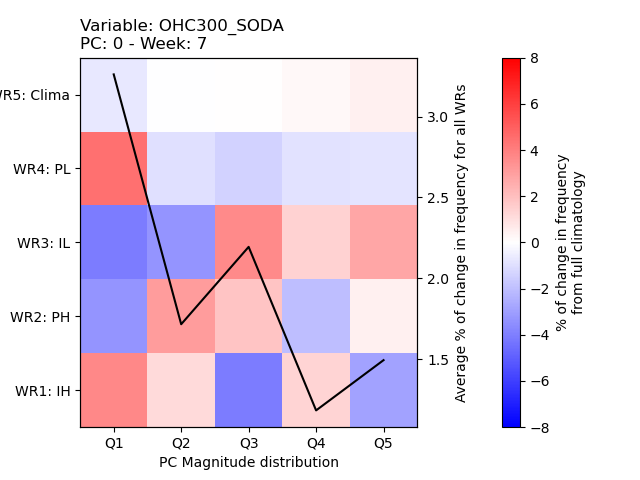 Variable: OHC300_SODA
PC: 0 - Week: 7
WR5: Clima
WR4: PL
WR3: IL
WR2: PH
WR1: IH
Q1 Q2 Q3 Q4 Q5
PC Magnitude distribution
3.0
2.5
2.0
1.5
Average % of change in frequency for all WRs
8
6
4
2
0
−2
−4
−6
−8
% of change in frequency
from full climatology